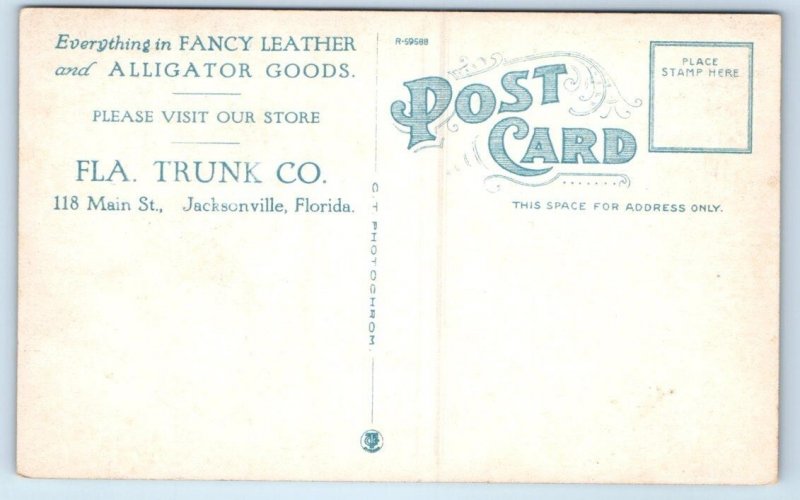 Everything in FANCY LEATHER
and ALLIGATOR GOODS.
PLEASE VISIT OUR STORE
FLA. TRUNK CO.
118 Main St., Jacksonville, Florida.
C.T. PHOTOCHROM.
R-59688
POST
CARD
PLACE
STAMP HERE
THIS SPACE FOR ADDRESS ONLY.